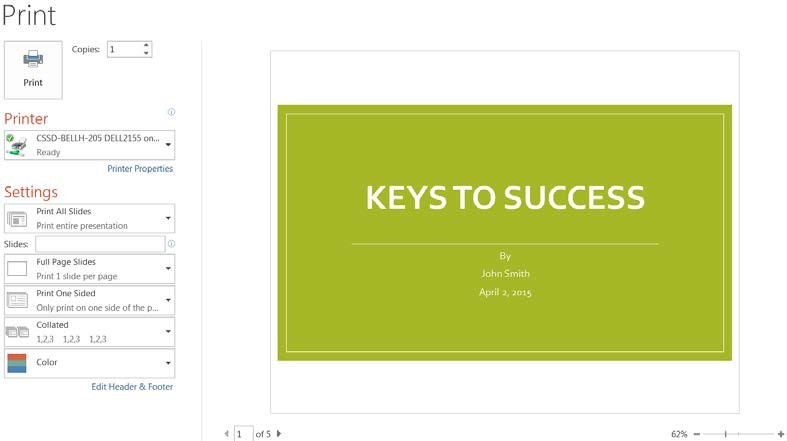 Print
Copies: 1
Print
Printer
CSSD-BELLH-205 DELL2155 on...
Ready
Printer Properties
Settings
Print All Slides
Print entire presentation
Slides:
Full Page Slides
Print 1 slide per page
Print One Sided
Only print on one side of the p...
Collated
1,2,3 1,2,3 1,2,3
Color
Edit Header & Footer
KEYS TO SUCCESS
By
John Smith
April 2, 2015
1 of 5
62%